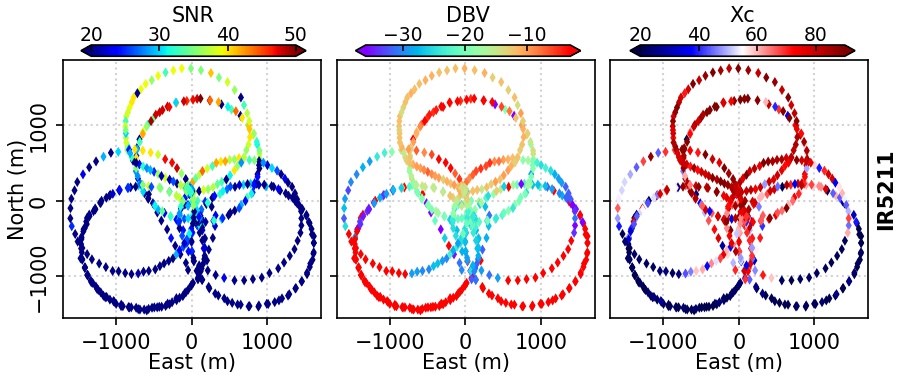 SNR
20 30 40 50
DBV
−30 −20 −10
Xc
20 40 60 80
North (m)
1000
0
−1000
−1000 0 1000
East (m)
−1000 0 1000
East (m)
−1000 0 1000
East (m)
IR5211